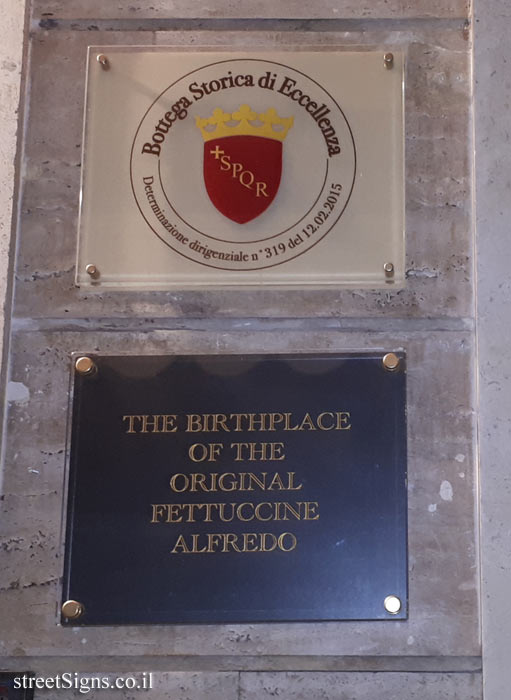 Bottega Storica di Eccellenza
SPQR
Determinazione dirigenziale n°319 del 12.02.2015
THE BIRTHPLACE
OF THE
ORIGINAL
FETTUCCINE
ALFREDO
streetSigns.co.il